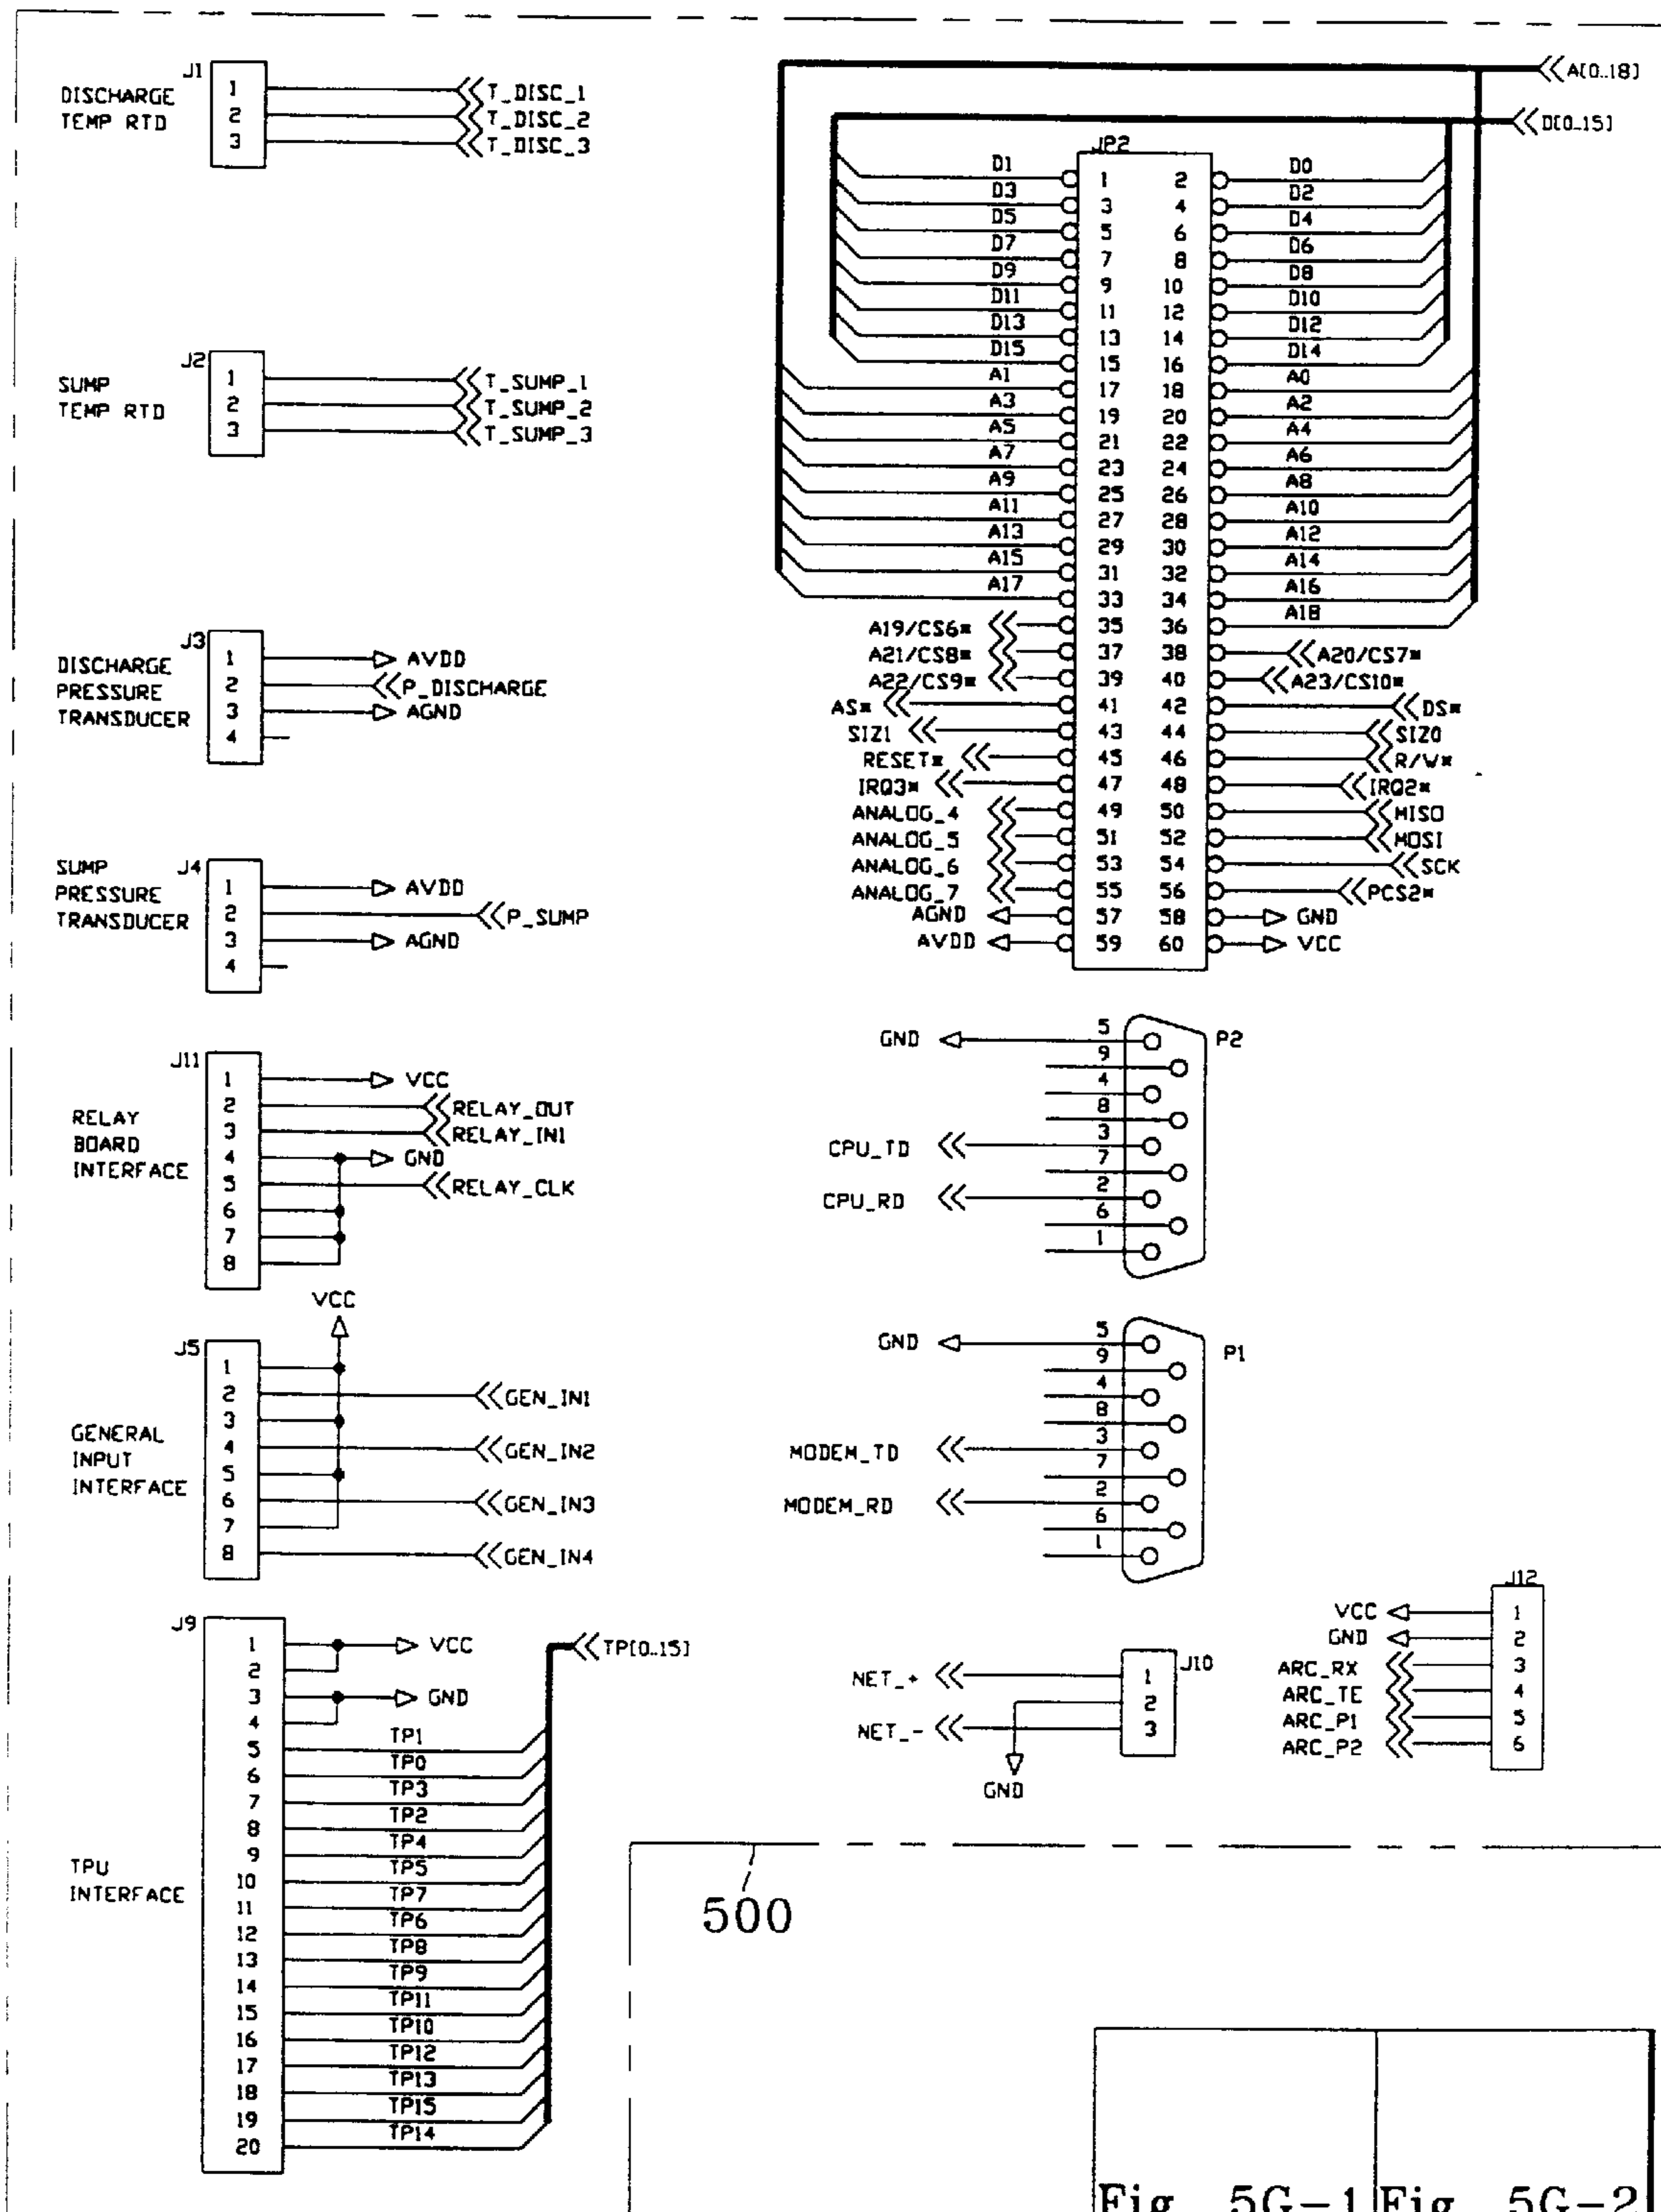 J1
DISCHARGE
TEMP RTD
1 T_DISC_1
2 T_DISC_2
3 T_DISC_3
J2
SUMP
TEMP RTD
1 T_SUMP_1
2 T_SUMP_2
3 T_SUMP_3
J3
DISCHARGE
PRESSURE
TRANSDUCER
1 AVDD
2 P_DISCHARGE
3 AGND
4
J4
SUMP
PRESSURE
TRANSDUCER
1 AVDD
2 P_SUMP
3 AGND
4
J11
RELAY
BOARD
INTERFACE
1 VCC
2 RELAY_OUT
3 RELAY_IN1
4 GND
5 RELAY_CLK
6
7
8
VCC
J5
GENERAL
INPUT
INTERFACE
1
2 GEN_IN1
3
4 GEN_IN2
5
6 GEN_IN3
7
8 GEN_IN4
J9
TPU
INTERFACE
1 VCC
2
3 GND
4
5 TP1
6 TP0
7 TP3
8 TP2
9 TP4
10 TP5
11 TP7
12 TP6
13 TP8
14 TP9
15 TP11
16 TP10
17 TP12
18 TP13
19 TP15
20 TP14
TP[0..15]
A[0..18]
D[0..15]
JP2
D1 1 2 D0
D3 3 4 D2
D5 5 6 D4
D7 7 8 D6
D9 9 10 D8
D11 11 12 D10
D13 13 14 D12
D15 15 16 D14
A1 17 18 A0
A3 19 20 A2
A5 21 22 A4
A7 23 24 A6
A9 25 26 A8
A11 27 28 A10
A13 29 30 A12
A15 31 32 A14
A17 33 34 A16
A19/CS6* 35 36 A18
A21/CS8* 37 38 A20/CS7*
A22/CS9* 39 40 A23/CS10*
AS* 41 42 DS*
SIZ1 43 44 SIZ0
RESET* 45 46 R/W*
IRQ3* 47 48 IRQ2*
ANALOG_4 49 50 MISO
ANALOG_5 51 52 MOSI
ANALOG_6 53 54 SCK
ANALOG_7 55 56 PCS2*
AGND 57 58 GND
AVDD 59 60 VCC
P2
GND 5
9
4
8
CPU_TD 3
7
CPU_RD 2
6
1
P1
GND 5
9
4
8
MODEM_TD 3
7
MODEM_RD 2
6
1
J10
NET_+ 1
2
NET_- 3
GND
J12
VCC 1
GND 2
ARC_RX 3
ARC_TE 4
ARC_P1 5
ARC_P2 6
500
Fig. 5G-1 Fig. 5G-2